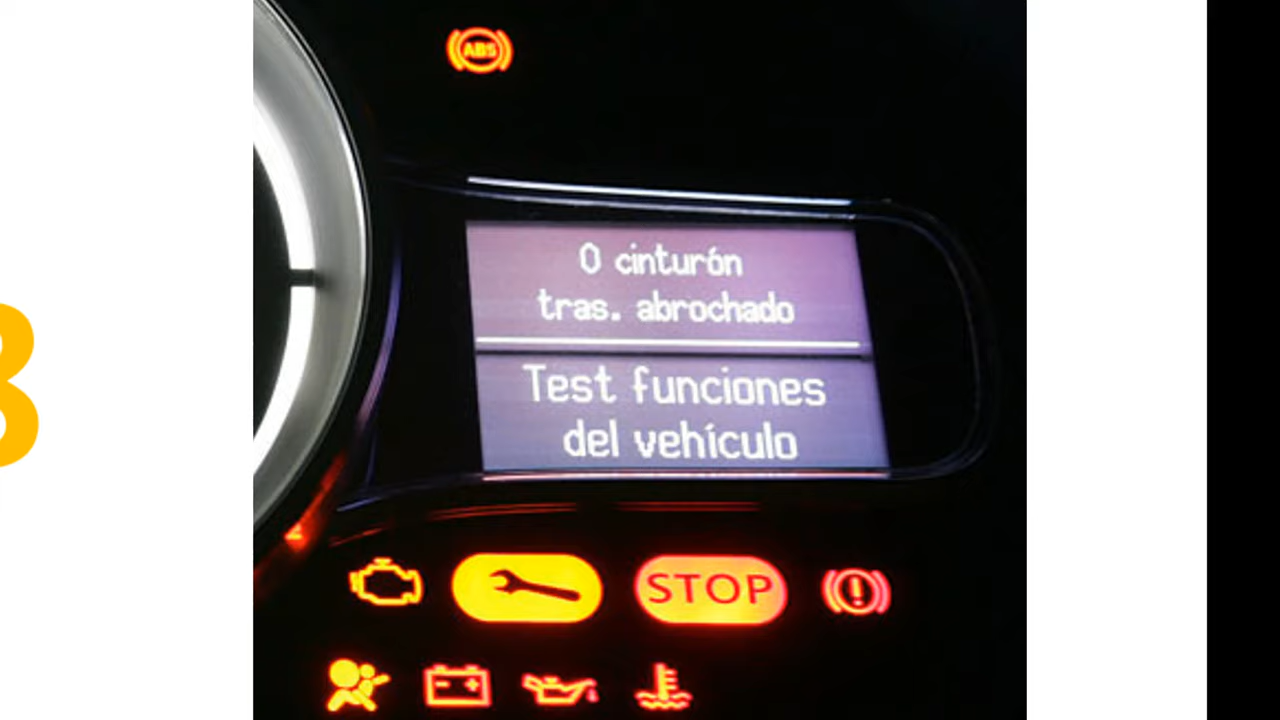 ABS
0 cinturón
tras. abrochado
Test funciones
del vehículo
STOP